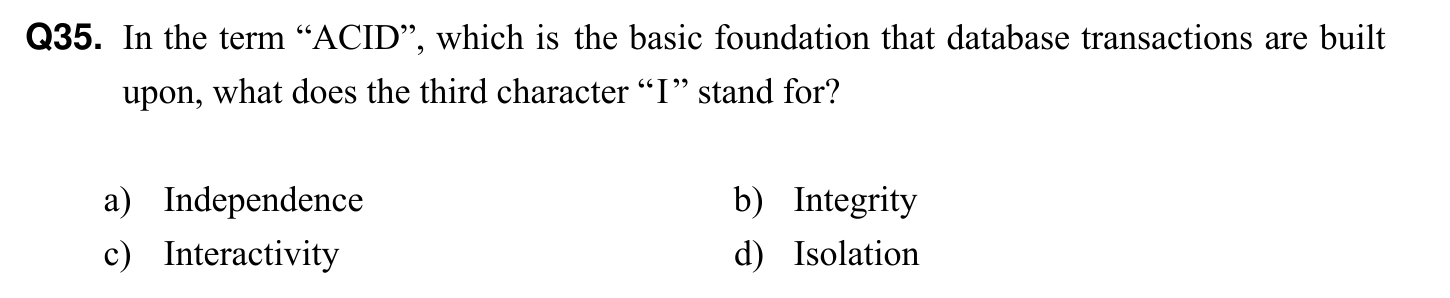 Q35. In the term “ACID”, which is the basic foundation that database transactions are built
upon, what does the third character “I” stand for?
a) Independence b) Integrity
c) Interactivity d) Isolation